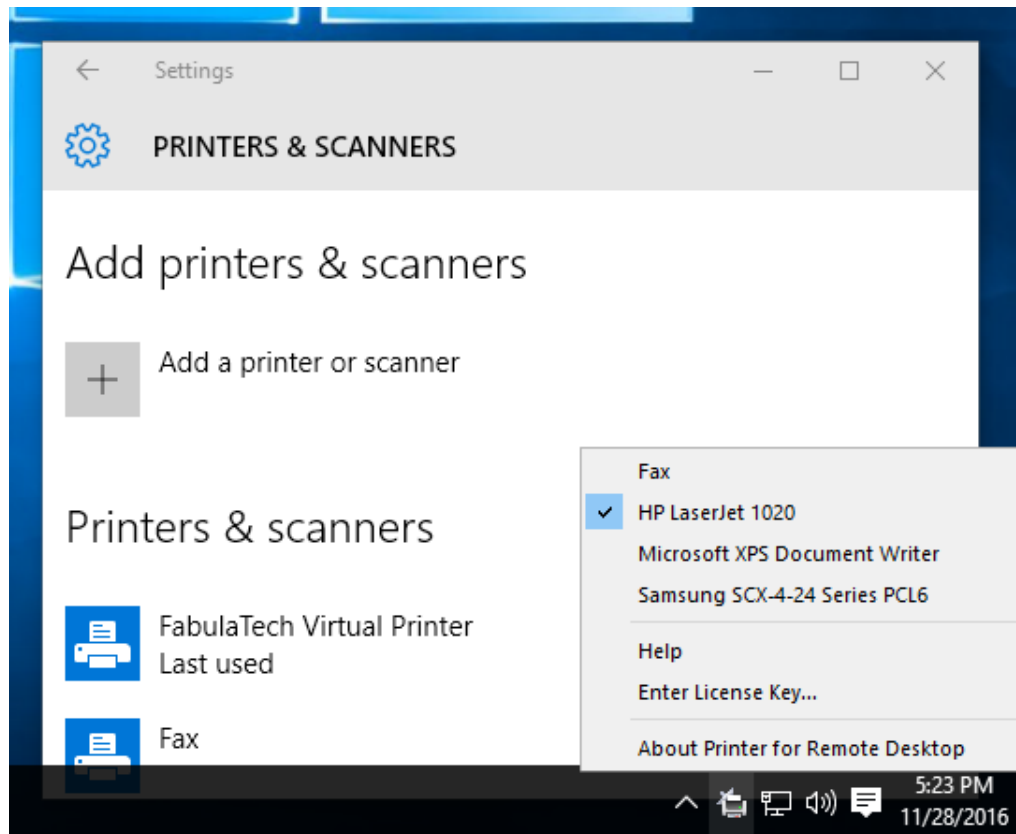 Settings
PRINTERS & SCANNERS
Add printers & scanners
Add a printer or scanner
Printers & scanners
FabulaTech Virtual Printer
Last used
Fax
Fax
HP LaserJet 1020
Microsoft XPS Document Writer
Samsung SCX-4-24 Series PCL6
Help
Enter License Key...
About Printer for Remote Desktop
5:23 PM
11/28/2016